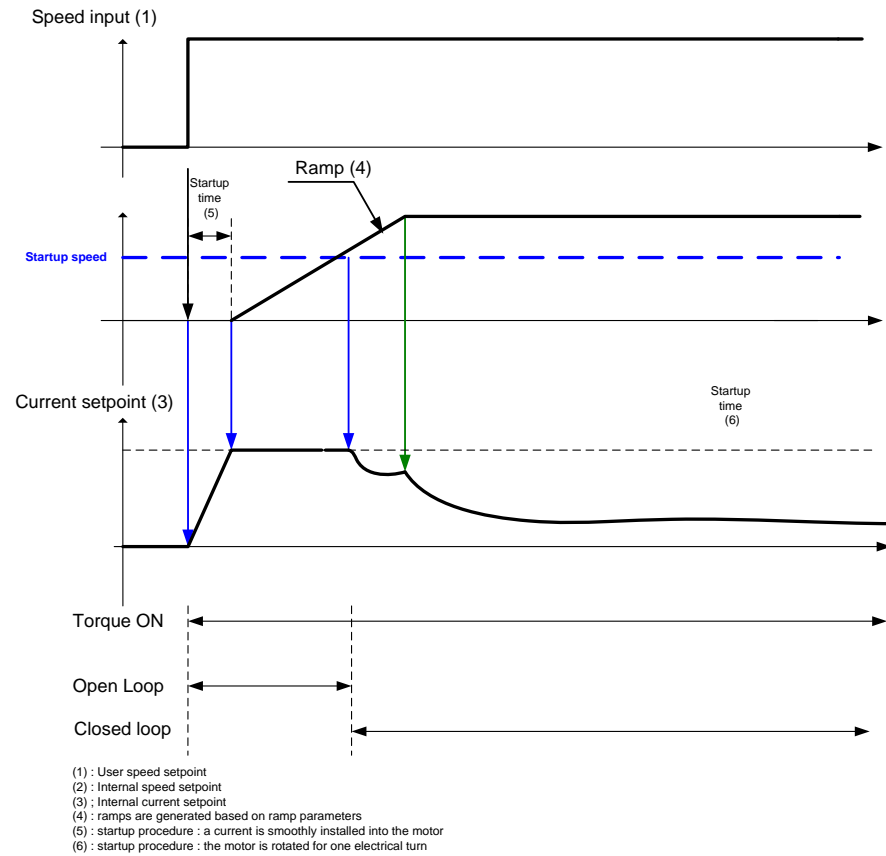 Speed input (1)
Ramp (4)
Startup
time
(5)
Startup speed
Current setpoint (3)
Startup
time
(6)
Torque ON
Open Loop
Closed loop
(1) : User speed setpoint
(2) : Internal speed setpoint
(3) ; Internal current setpoint
(4) : ramps are generated based on ramp parameters
(5) : startup procedure : a current is smoothly installed into the motor
(6) : startup procedure : the motor is rotated for one electrical turn